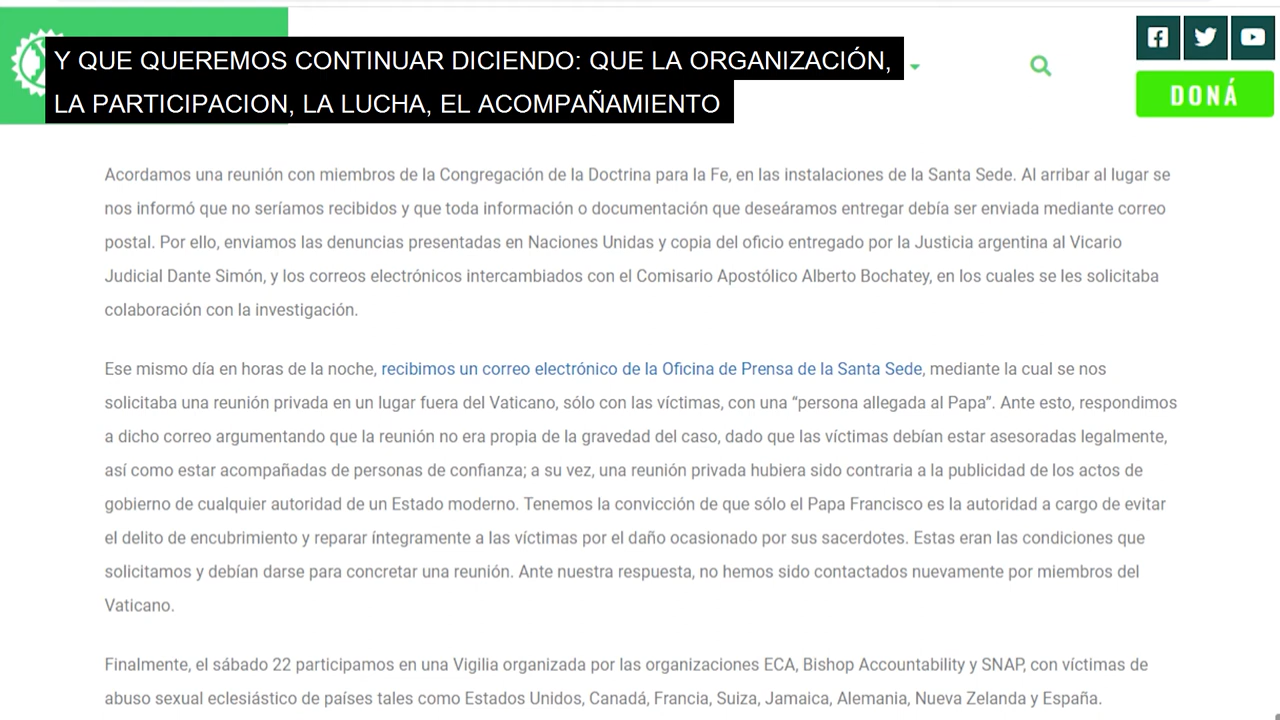 Y QUE QUEREMOS CONTINUAR DICIENDO: QUE LA ORGANIZACIÓN,
LA PARTICIPACION, LA LUCHA, EL ACOMPAÑAMIENTO
DONÁ
Acordamos una reunión con miembros de la Congregación de la Doctrina para la Fe, en las instalaciones de la Santa Sede. Al arribar al lugar se
nos informó que no seríamos recibidos y que toda información o documentación que deseáramos entregar debía ser enviada mediante correo
postal. Por ello, enviamos las denuncias presentadas en Naciones Unidas y copia del oficio entregado por la Justicia argentina al Vicario
Judicial Dante Simón, y los correos electrónicos intercambiados con el Comisario Apostólico Alberto Bochatey, en los cuales se les solicitaba
colaboración con la investigación.
Ese mismo día en horas de la noche, recibimos un correo electrónico de la Oficina de Prensa de la Santa Sede, mediante la cual se nos
solicitaba una reunión privada en un lugar fuera del Vaticano, sólo con las víctimas, con una “persona allegada al Papa”. Ante esto, respondimos
a dicho correo argumentando que la reunión no era propia de la gravedad del caso, dado que las víctimas debían estar asesoradas legalmente,
así como estar acompañadas de personas de confianza; a su vez, una reunión privada hubiera sido contraria a la publicidad de los actos de
gobierno de cualquier autoridad de un Estado moderno. Tenemos la convicción de que sólo el Papa Francisco es la autoridad a cargo de evitar
el delito de encubrimiento y reparar íntegramente a las víctimas por el daño ocasionado por sus sacerdotes. Estas eran las condiciones que
solicitamos y debían darse para concretar una reunión. Ante nuestra respuesta, no hemos sido contactados nuevamente por miembros del
Vaticano.
Finalmente, el sábado 22 participamos en una Vigilia organizada por las organizaciones ECA, Bishop Accountability y SNAP, con víctimas de
abuso sexual eclesiástico de países tales como Estados Unidos, Canadá, Francia, Suiza, Jamaica, Alemania, Nueva Zelanda y España.